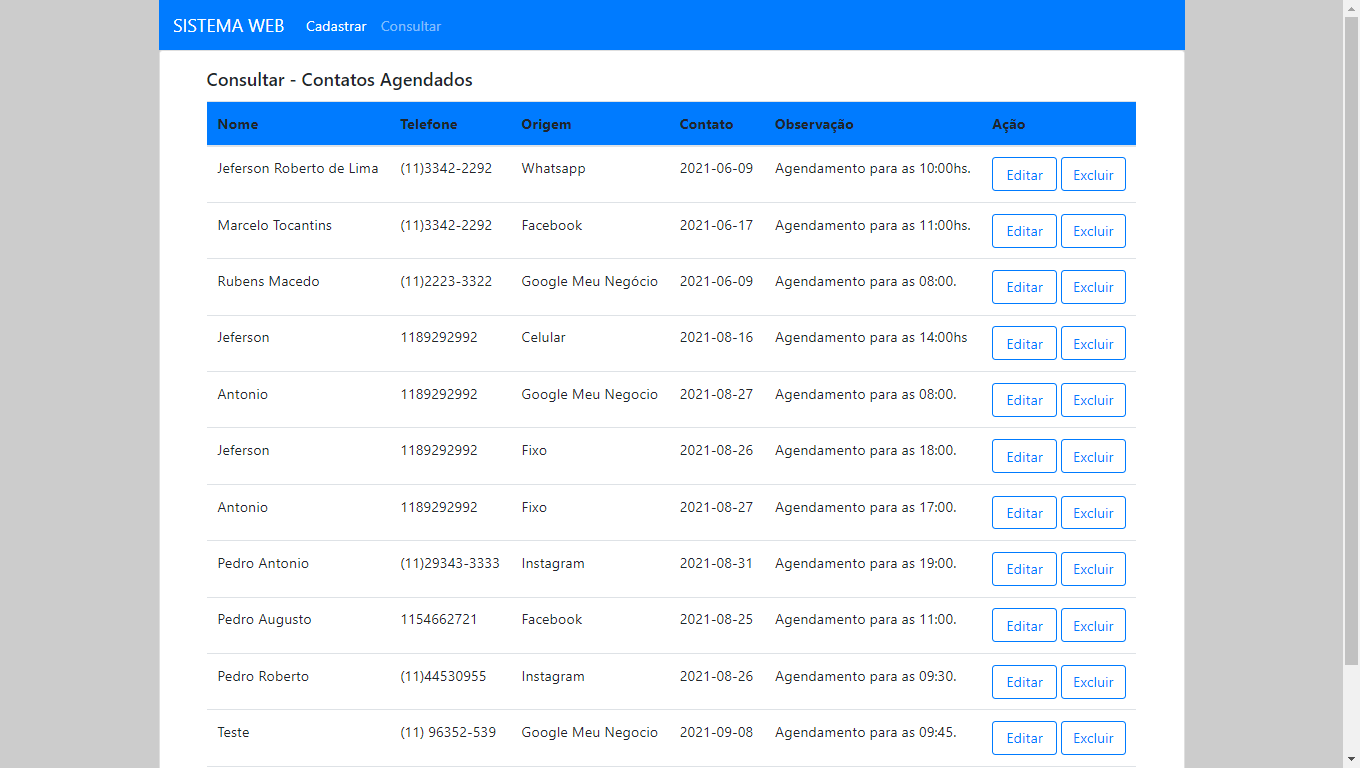 SISTEMA WEB Cadastrar Consultar
Consultar - Contatos Agendados
Nome Telefone Origem Contato Observação Ação
Jeferson Roberto de Lima (11)3342-2292 Whatsapp 2021-06-09 Agendamento para as 10:00hs. Editar Excluir
Marcelo Tocantins (11)3342-2292 Facebook 2021-06-17 Agendamento para as 11:00hs. Editar Excluir
Rubens Macedo (11)2223-3322 Google Meu Negócio 2021-06-09 Agendamento para as 08:00. Editar Excluir
Jeferson 1189292992 Celular 2021-08-16 Agendamento para as 14:00hs Editar Excluir
Antonio 1189292992 Google Meu Negocio 2021-08-27 Agendamento para as 08:00. Editar Excluir
Jeferson 1189292992 Fixo 2021-08-26 Agendamento para as 18:00. Editar Excluir
Antonio 1189292992 Fixo 2021-08-27 Agendamento para as 17:00. Editar Excluir
Pedro Antonio (11)29343-3333 Instagram 2021-08-31 Agendamento para as 19:00. Editar Excluir
Pedro Augusto 1154662721 Facebook 2021-08-25 Agendamento para as 11:00. Editar Excluir
Pedro Roberto (11)44530955 Instagram 2021-08-26 Agendamento para as 09:30. Editar Excluir
Teste (11) 96352-539 Google Meu Negocio 2021-09-08 Agendamento para as 09:45. Editar Excluir